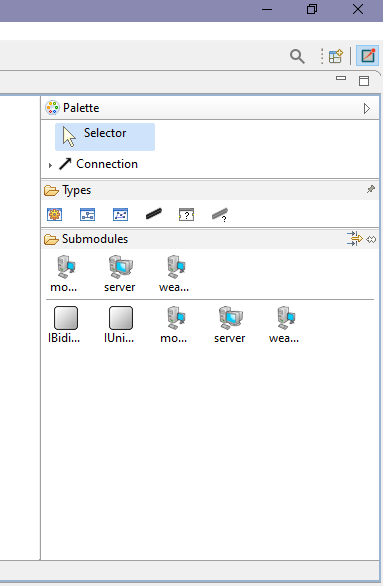 Palette
Selector
Connection
Types
Submodules
mo... server wea...
IBidi... IUni... mo... server wea...